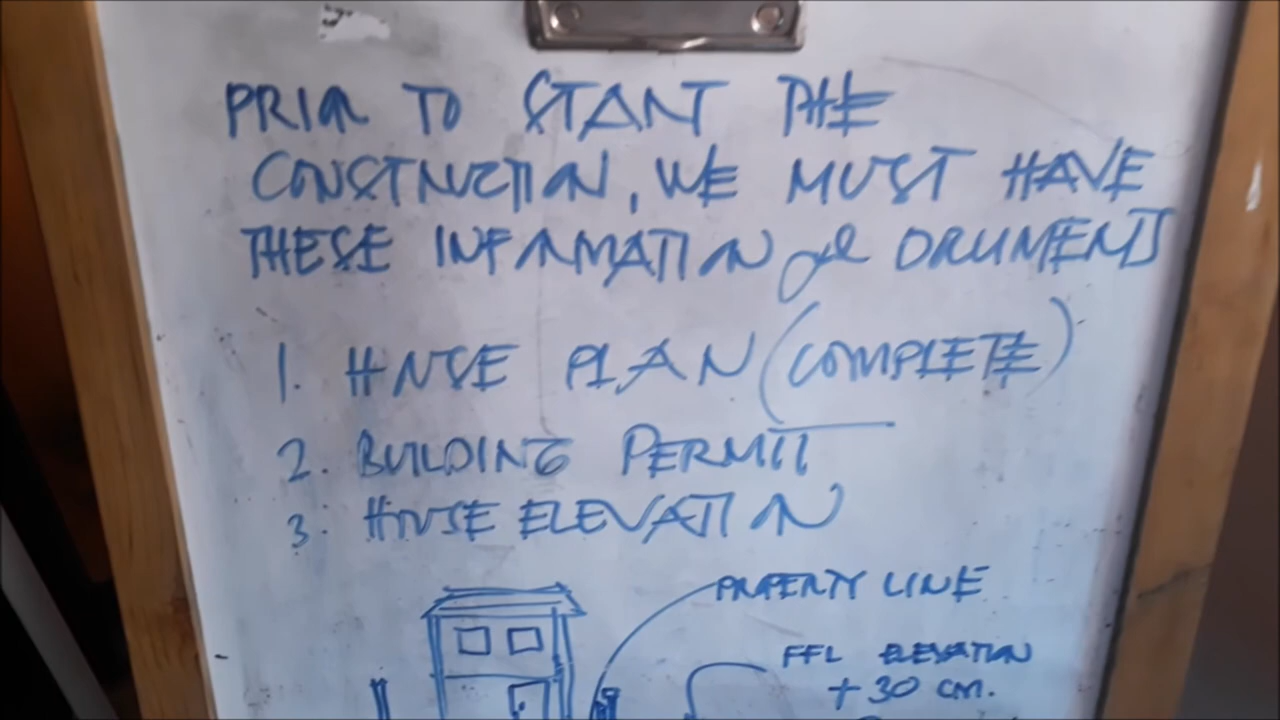 PRIOR TO START THE
CONSTRUCTION, WE MUST HAVE
THESE INFORMATION & DOCUMENTS
1. HOUSE PLAN (COMPLETE)
2. BUILDING PERMIT
3. HOUSE ELEVATION
PROPERTY LINE
FFL ELEVATION
+30 cm.